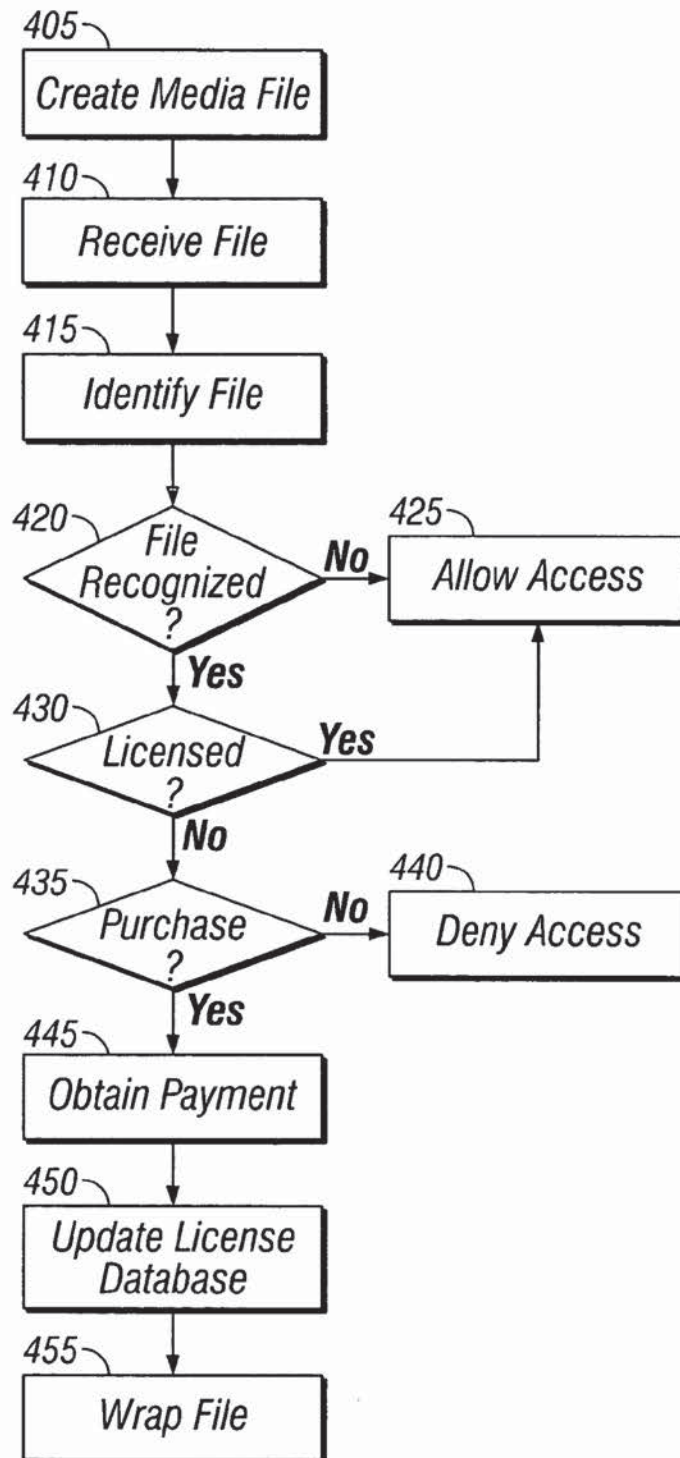 405
Create Media File
410
Receive File
415
Identify File
420
File
Recognized
?
No
425
Allow Access
Yes
430
Licensed
?
Yes
No
435
Purchase
?
No
440
Deny Access
Yes
445
Obtain Payment
450
Update License
Database
455
Wrap File